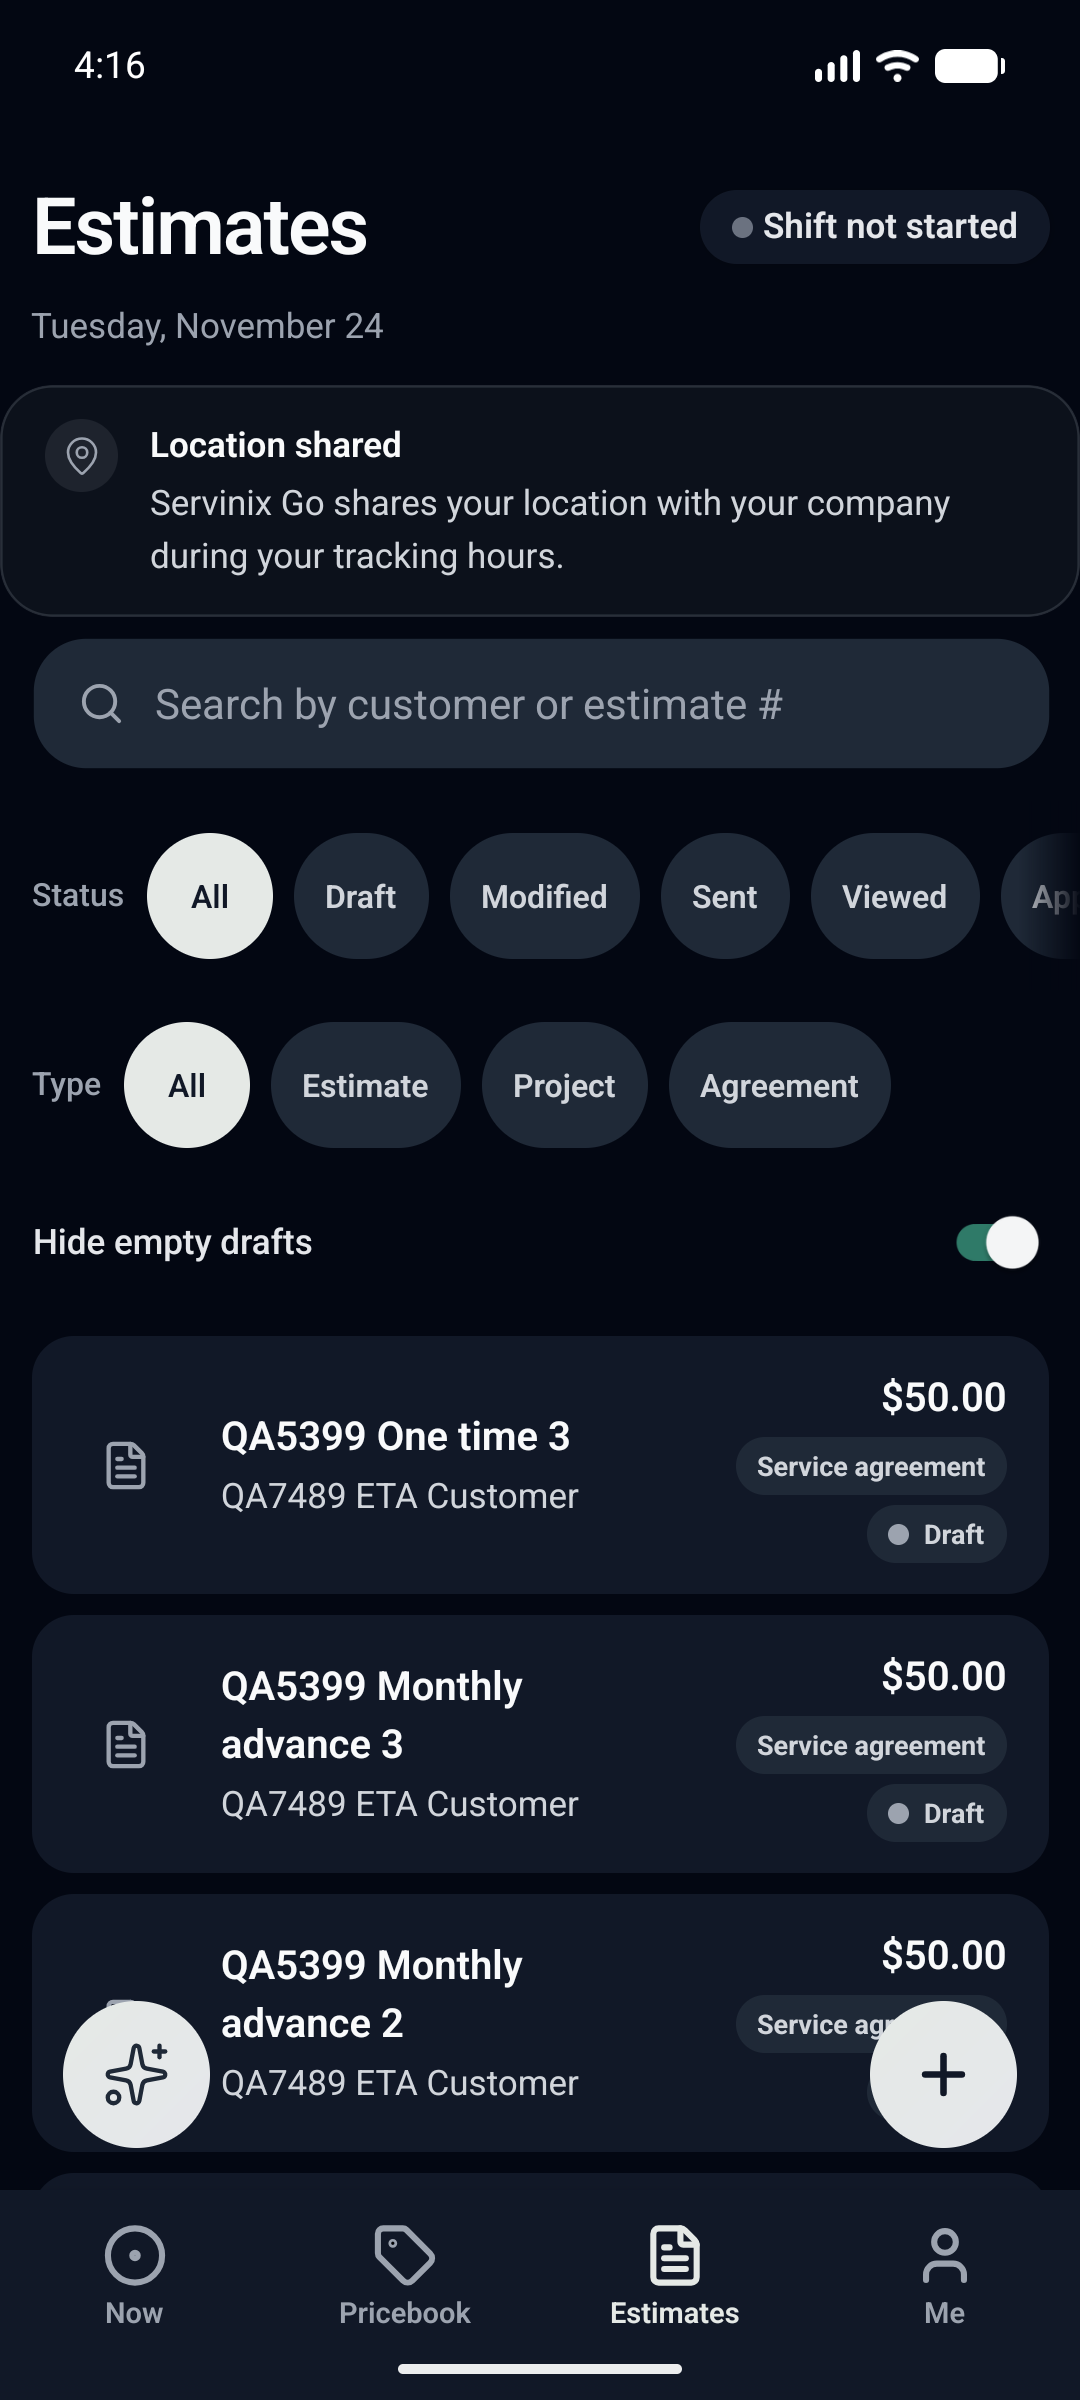 4:16
Estimates
Shift not started
Tuesday, November 24
Location shared
Servinix Go shares your location with your company
during your tracking hours.
Search by customer or estimate #
Status
All
Draft
Modified
Sent
Viewed
Type
All
Estimate
Project
Agreement
Hide empty drafts
QA5399 One time 3
QA7489 ETA Customer
$50.00
Service agreement
Draft
QA5399 Monthly
advance 3
QA7489 ETA Customer
$50.00
Service agreement
Draft
QA5399 Monthly
advance 2
QA7489 ETA Customer
$50.00
Service
Now
Pricebook
Estimates
Me